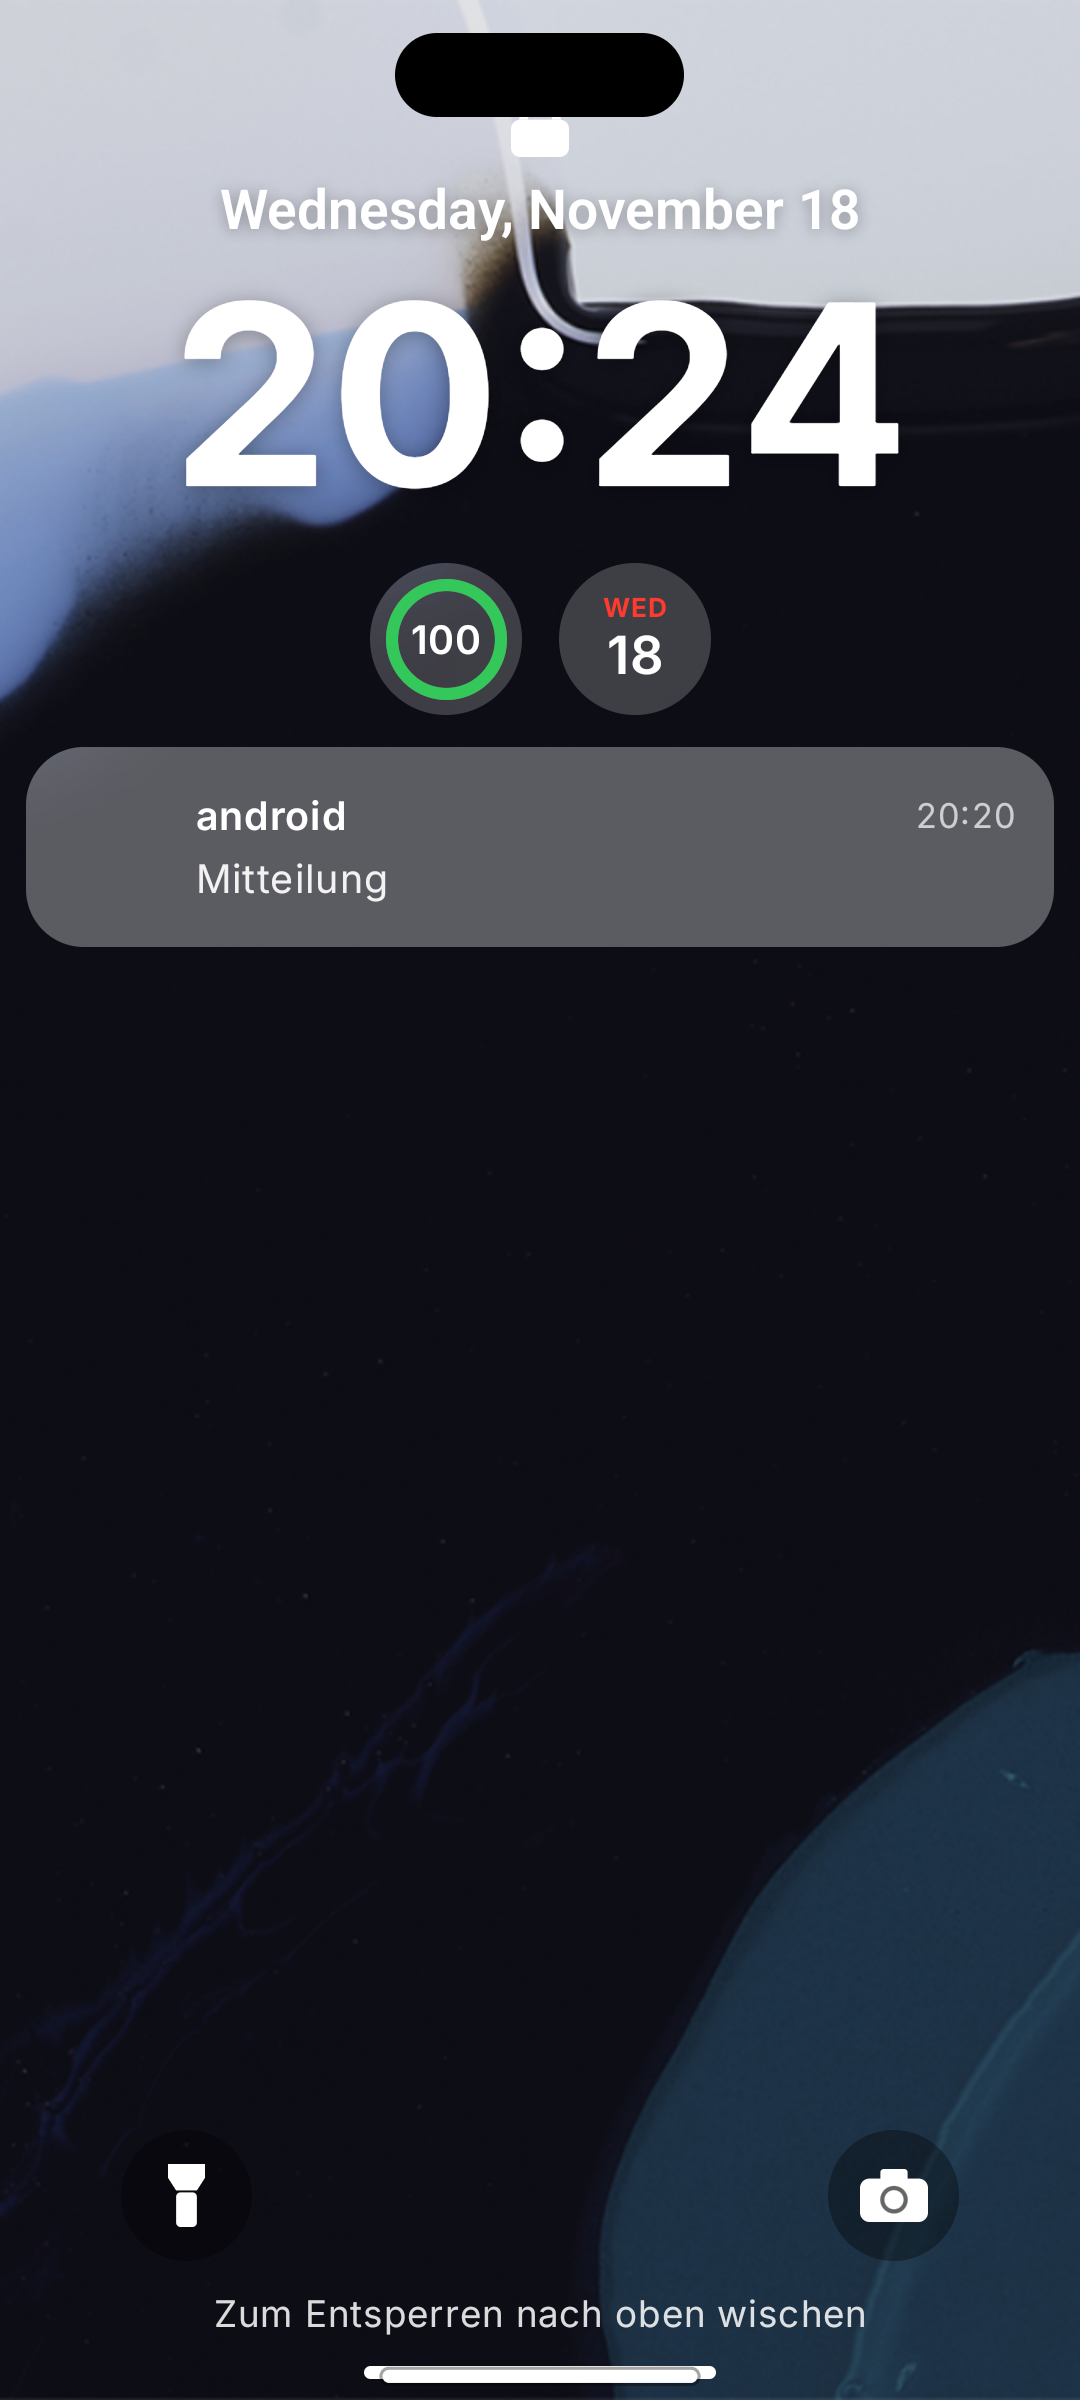 Wednesday, November 18
20:24
100
WED
18
android
20:20
Mitteilung
Zum Entsperren nach oben wischen